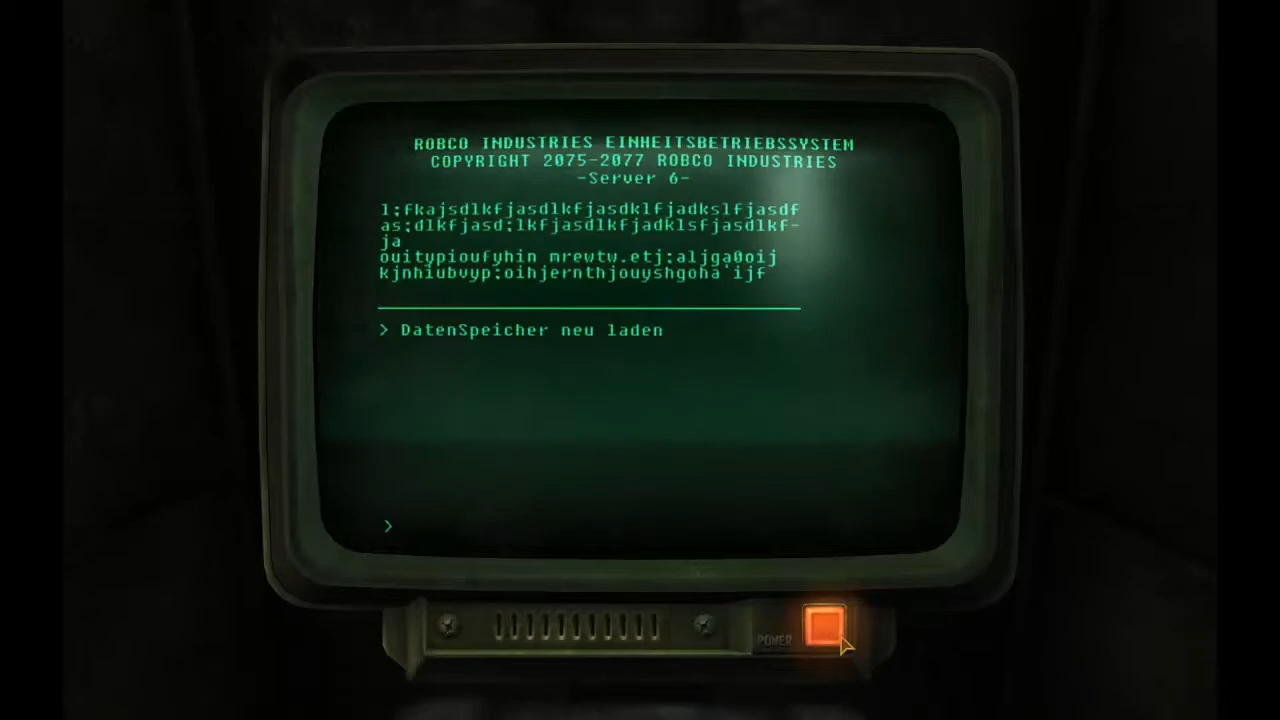 ROBCO INDUSTRIES EINHEITSBETRIEBSSYSTEM
COPYRIGHT 2075-2077 ROBCO INDUSTRIES
-Server 6-
l;fkajsdlkfjasdlkfjasdklfjadkslfjasdf
as;dlkfjasd;lkfjasdlkfjadklsfjasdlkf-
ja
ouitypioufyhin mrewtw.etj;aljga0oij
kjnhiubvyp;oihjernthjouyshgoha'ijf
> DatenSpeicher neu laden
>
POWER